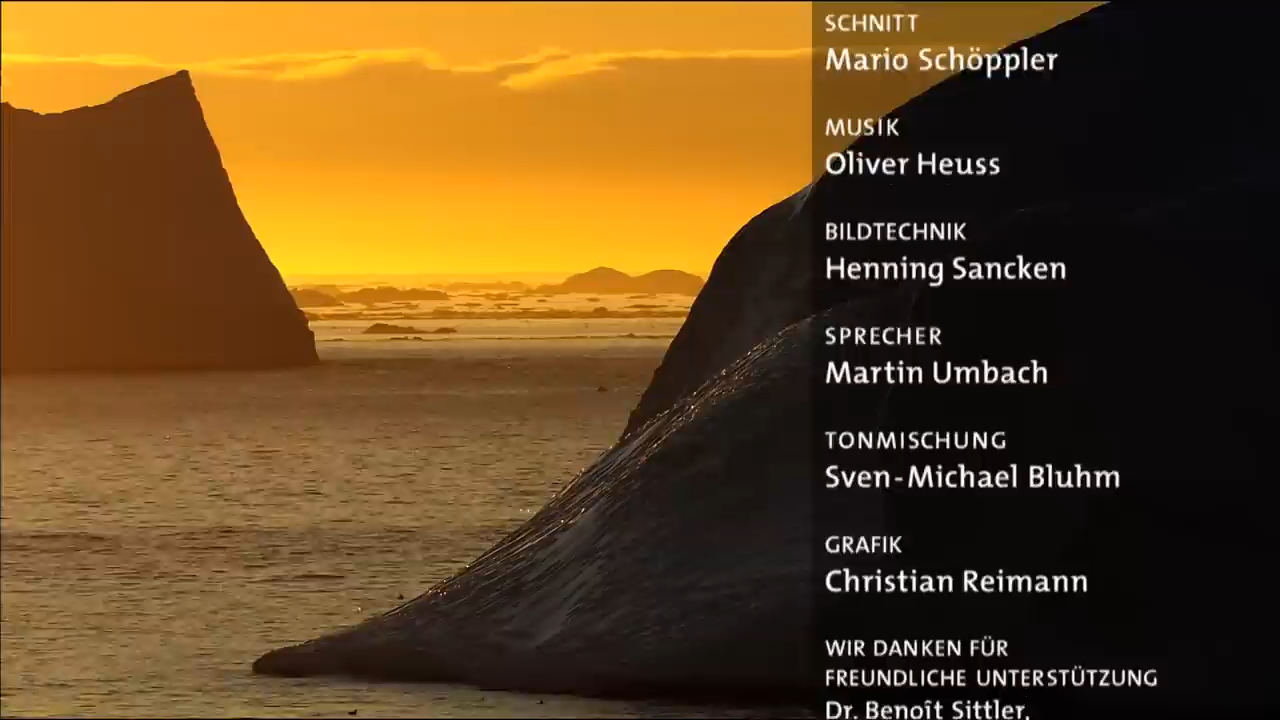 SCHNITT
Mario Schöppler
MUSIK
Oliver Heuss
BILDTECHNIK
Henning Sancken
SPRECHER
Martin Umbach
TONMISCHUNG
Sven-Michael Bluhm
GRAFIK
Christian Reimann
WIR DANKEN FÜR
FREUNDLICHE UNTERSTÜTZUNG
Dr. Benoît Sittler,